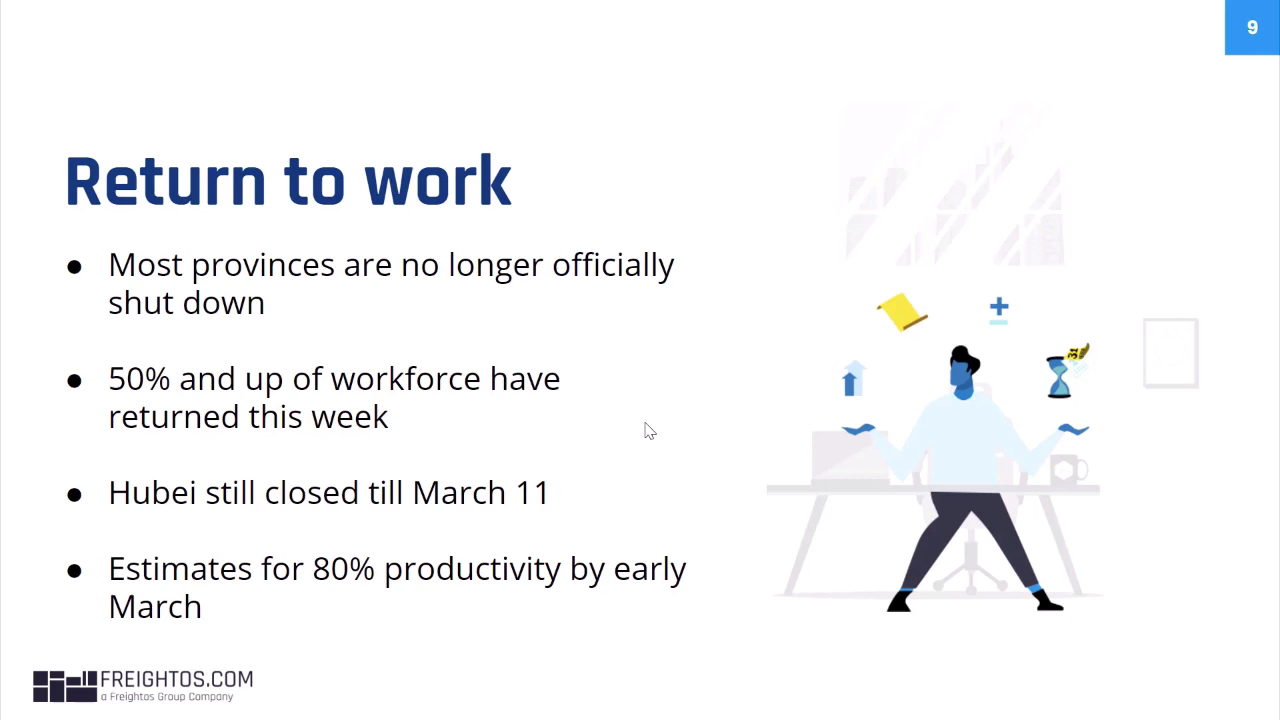 9
Return to work
● Most provinces are no longer officially
shut down
● 50% and up of workforce have
returned this week
● Hubei still closed till March 11
● Estimates for 80% productivity by early
March
31
FREIGHTOS.COM
a Freightos Group Company